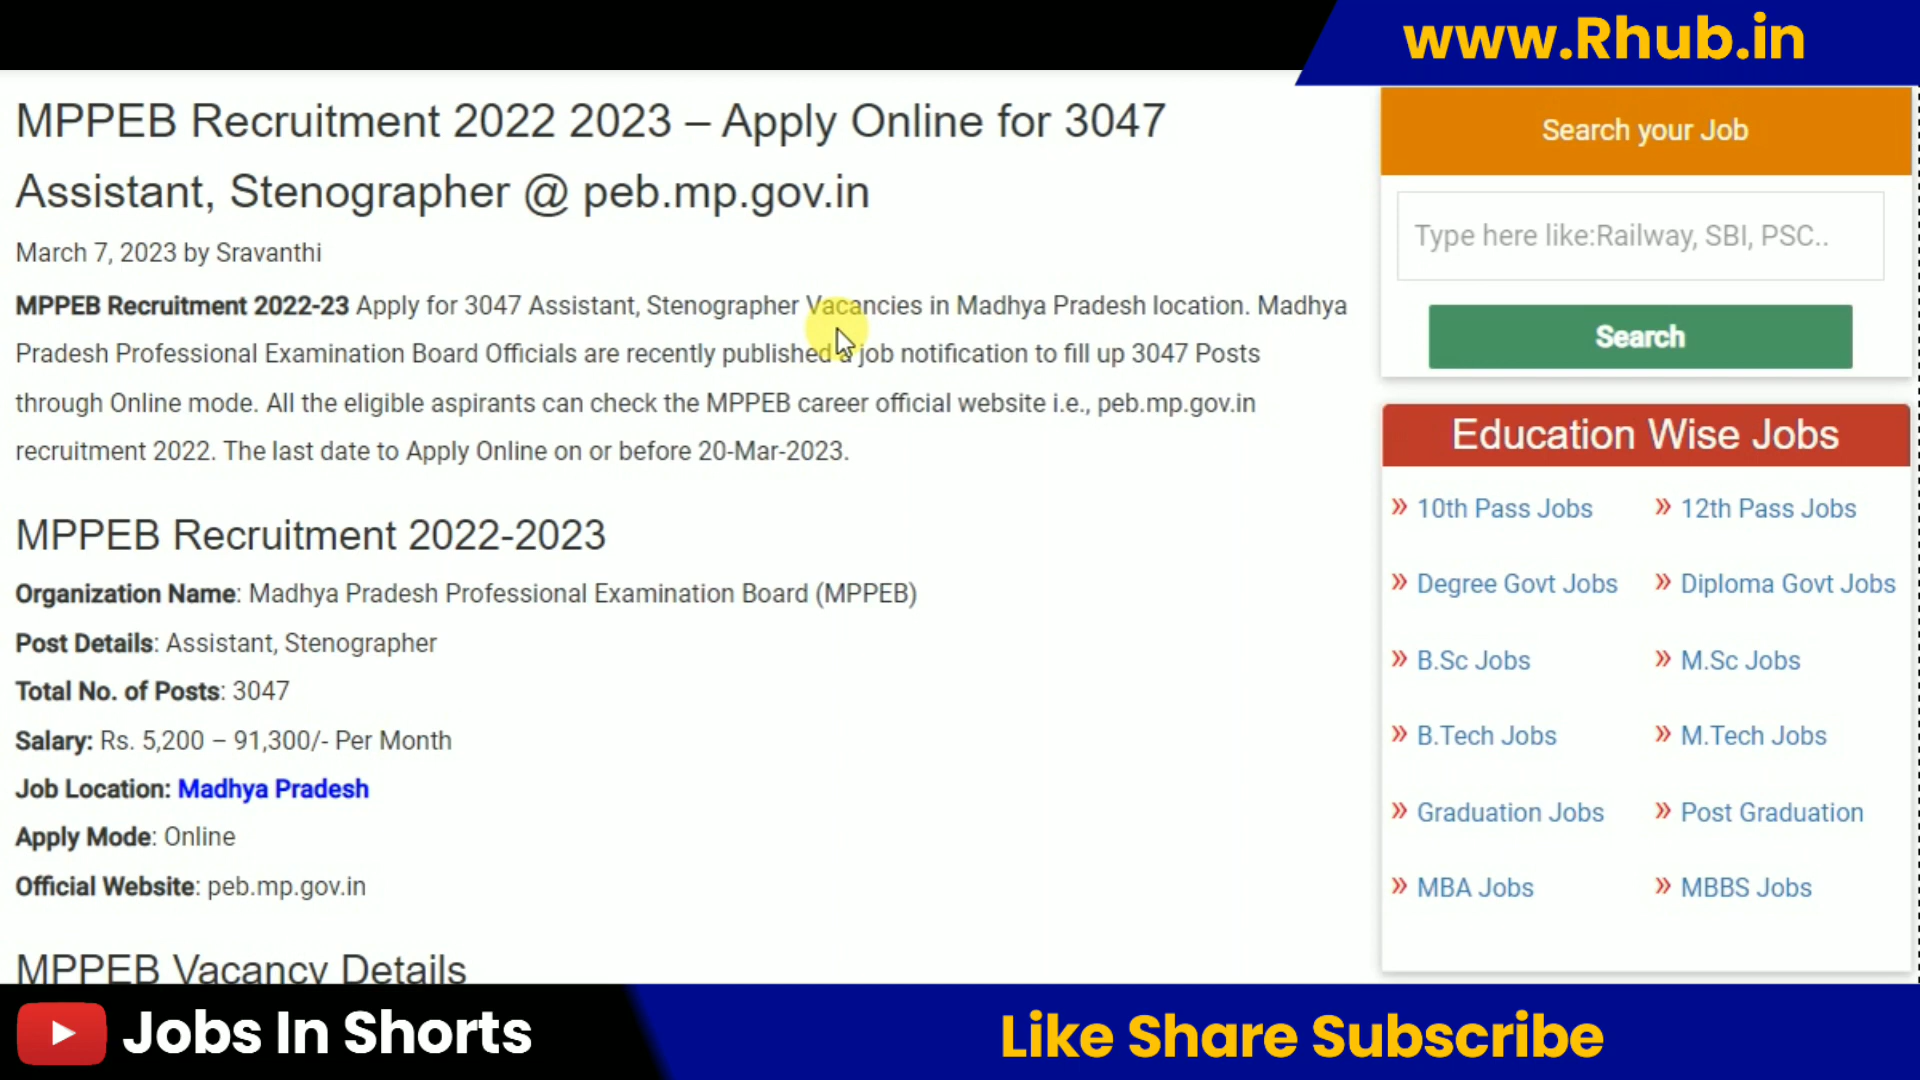 www.Rhub.in
MPPEB Recruitment 2022 2023 – Apply Online for 3047
Assistant, Stenographer @ peb.mp.gov.in
March 7, 2023 by Sravanthi
MPPEB Recruitment 2022-23 Apply for 3047 Assistant, Stenographer Vacancies in Madhya Pradesh location. Madhya
Pradesh Professional Examination Board Officials are recently published a job notification to fill up 3047 Posts
through Online mode. All the eligible aspirants can check the MPPEB career official website i.e., peb.mp.gov.in
recruitment 2022. The last date to Apply Online on or before 20-Mar-2023.
MPPEB Recruitment 2022-2023
Organization Name: Madhya Pradesh Professional Examination Board (MPPEB)
Post Details: Assistant, Stenographer
Total No. of Posts: 3047
Salary: Rs. 5,200 – 91,300/- Per Month
Job Location: Madhya Pradesh
Apply Mode: Online
Official Website: peb.mp.gov.in
MPPEB Vacancy Details
Search your Job
Type here like:Railway, SBI, PSC..
Search
Education Wise Jobs
» 10th Pass Jobs » 12th Pass Jobs
» Degree Govt Jobs » Diploma Govt Jobs
» B.Sc Jobs » M.Sc Jobs
» B.Tech Jobs » M.Tech Jobs
» Graduation Jobs » Post Graduation
» MBA Jobs » MBBS Jobs
Jobs In Shorts
Like Share Subscribe